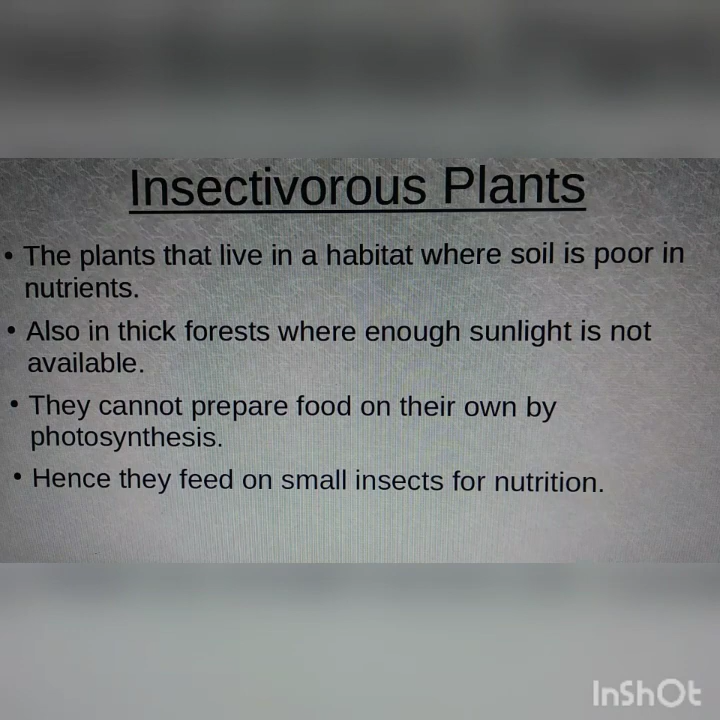 Insectivorous Plants
• The plants that live in a habitat where soil is poor in
nutrients.
• Also in thick forests where enough sunlight is not
available.
• They cannot prepare food on their own by
photosynthesis.
• Hence they feed on small insects for nutrition.
InShOt